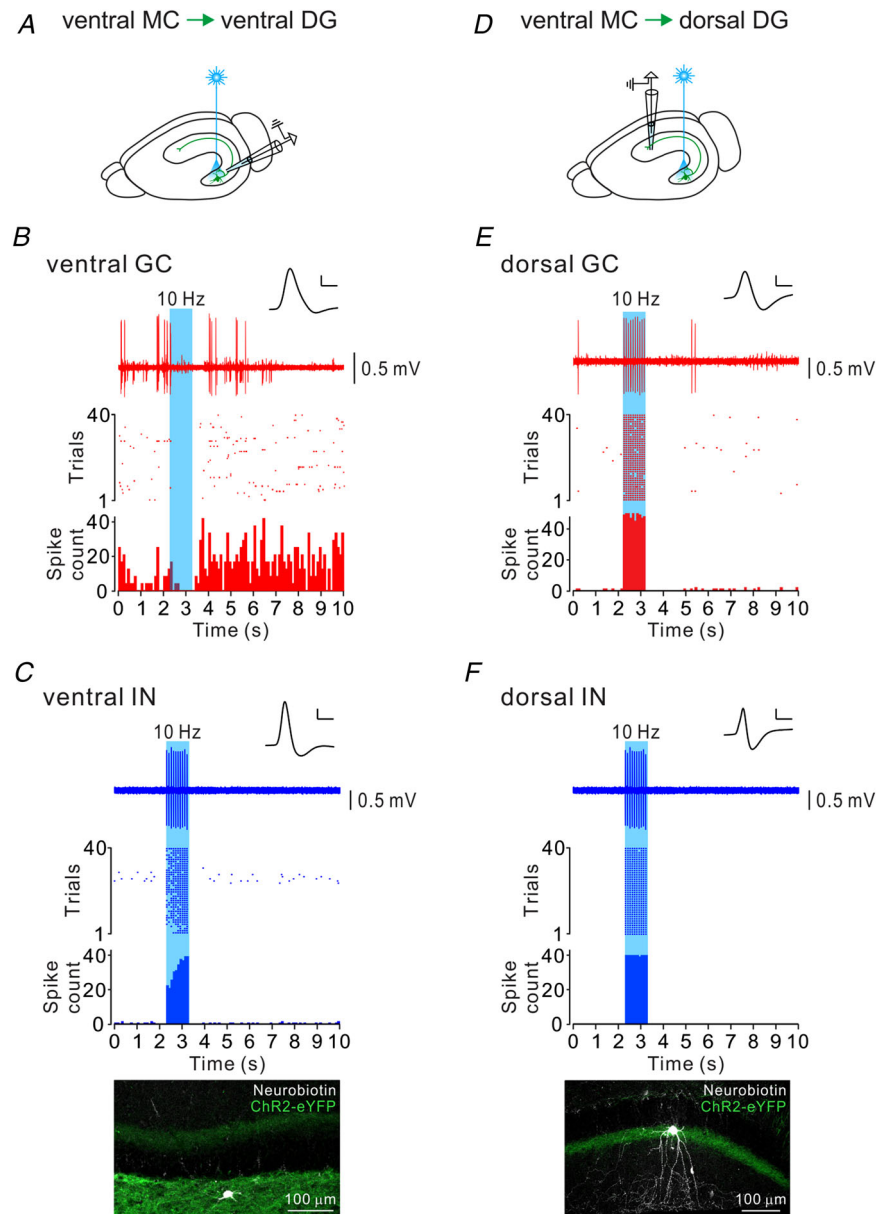 A ventral MC → ventral DG
B
ventral GC
10 Hz
0.5 mV
40
Trials
1
40
20
0
Spike
count
0 1 2 3 4 5 6 7 8 9 10
Time (s)
C
ventral IN
10 Hz
0.5 mV
40
Trials
1
40
20
0
Spike
count
0 1 2 3 4 5 6 7 8 9 10
Time (s)
Neurobiotin
ChR2-eYFP
100 μm
D ventral MC → dorsal DG
E
dorsal GC
10 Hz
0.5 mV
40
Trials
1
40
20
0
Spike
count
0 1 2 3 4 5 6 7 8 9 10
Time (s)
F
dorsal IN
10 Hz
0.5 mV
40
Trials
1
40
20
0
Spike
count
0 1 2 3 4 5 6 7 8 9 10
Time (s)
Neurobiotin
ChR2-eYFP
100 μm